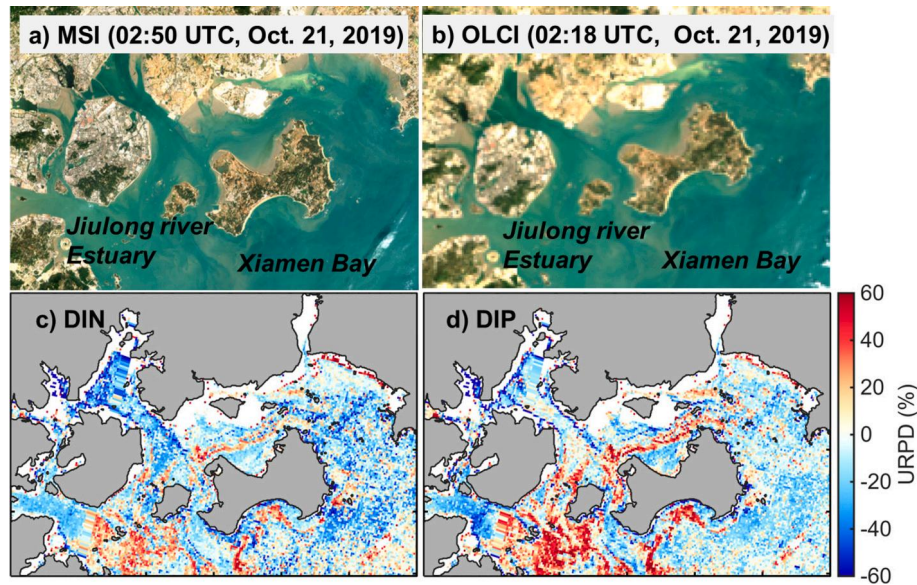 a) MSI (02:50 UTC, Oct. 21, 2019)
b) OLCI (02:18 UTC, Oct. 21, 2019)
Jiulong river
Estuary
Xiamen Bay
Jiulong river
Estuary
Xiamen Bay
c) DIN
d) DIP
60
40
20
0
-20
-40
-60
URPD (%)